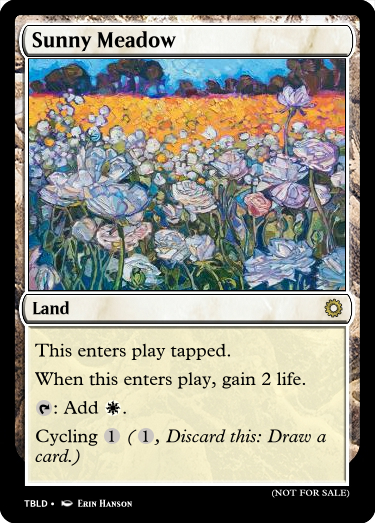 Sunny Meadow
Land
This enters play tapped.
When this enters play, gain 2 life.
: Add .
Cycling 1 (1, Discard this: Draw a
card.)
(NOT FOR SALE)
TBLD • Erin Hanson